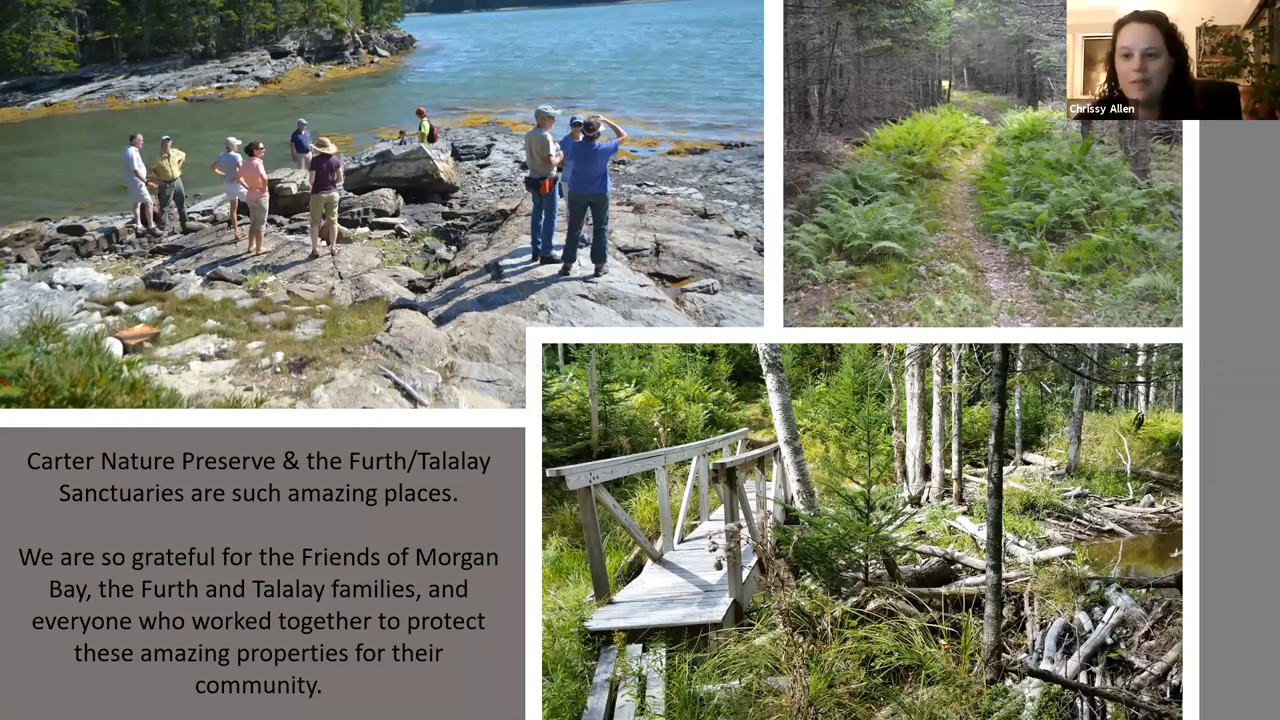 Chrissy Allen
Carter Nature Preserve & the Furth/Talalay
Sanctuaries are such amazing places.
We are so grateful for the Friends of Morgan
Bay, the Furth and Talalay families, and
everyone who worked together to protect
these amazing properties for their
community.